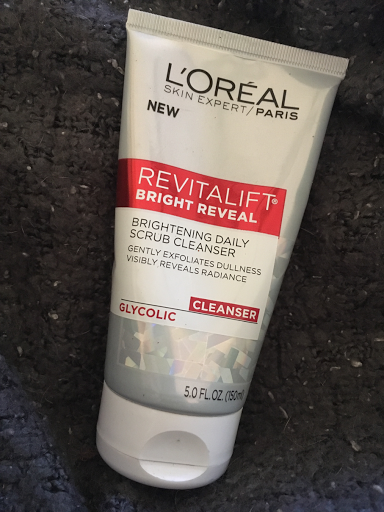 L'ORÉAL
SKIN EXPERT/PARIS
NEW
REVITALIFT®
BRIGHT REVEAL
BRIGHTENING DAILY
SCRUB CLEANSER
GENTLY EXFOLIATES DULLNESS
VISIBLY REVEALS RADIANCE
CLEANSER
GLYCOLIC
5.0 FL.OZ. (150ml)